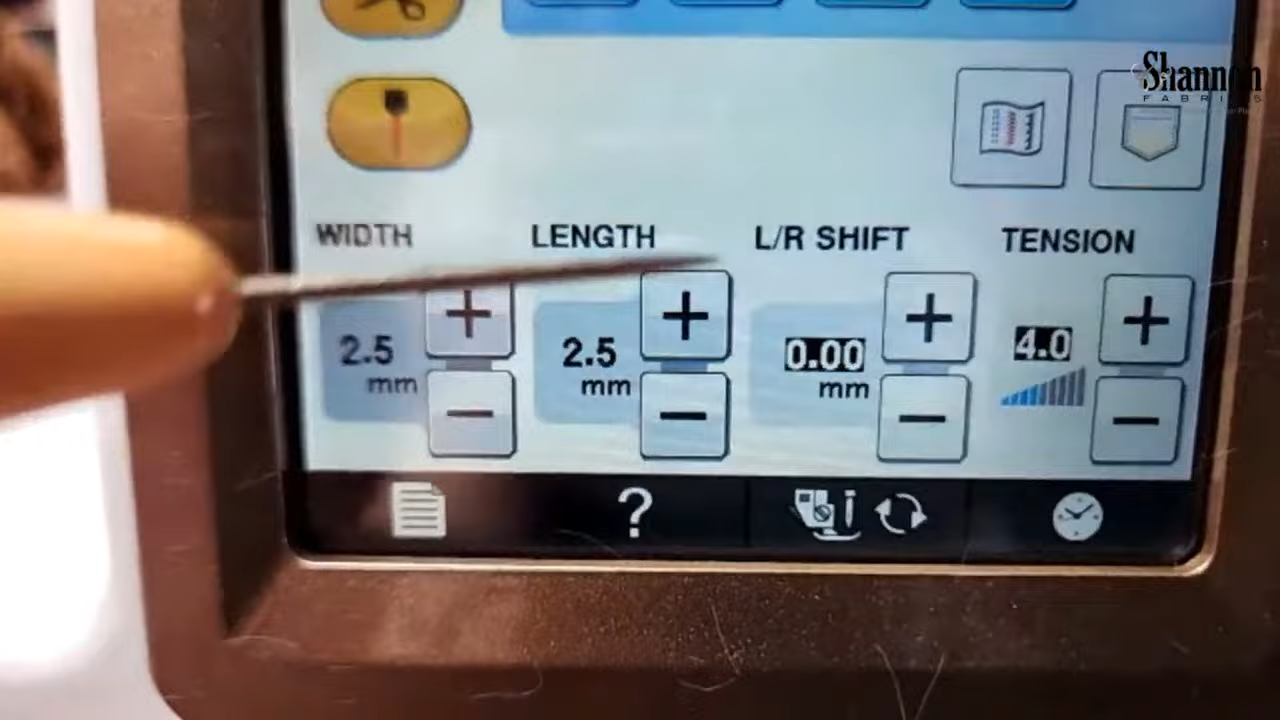 Shannon
FABRICS
WIDTH LENGTH L/R SHIFT TENSION
+ + + +
2.5 2.5 0.00 4.0
mm mm mm
− − − −
?